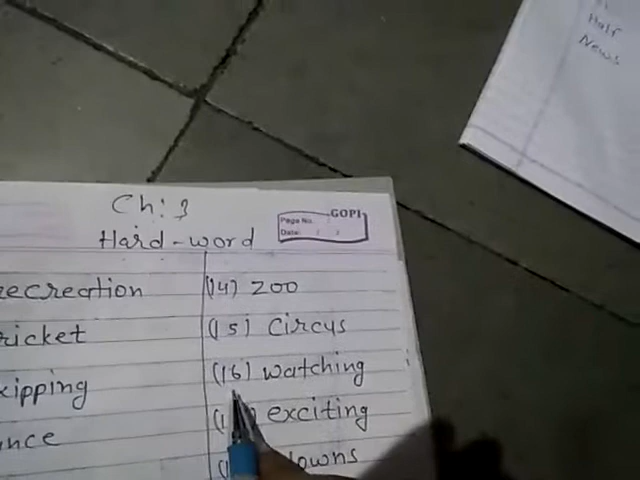 Half
News
Ch: 3
GOPI
Page No.
Date: / /
Hard-word
recreation
(14) zoo
ricket
(15) circus
(16) watching
kipping
exciting
nce
lowns